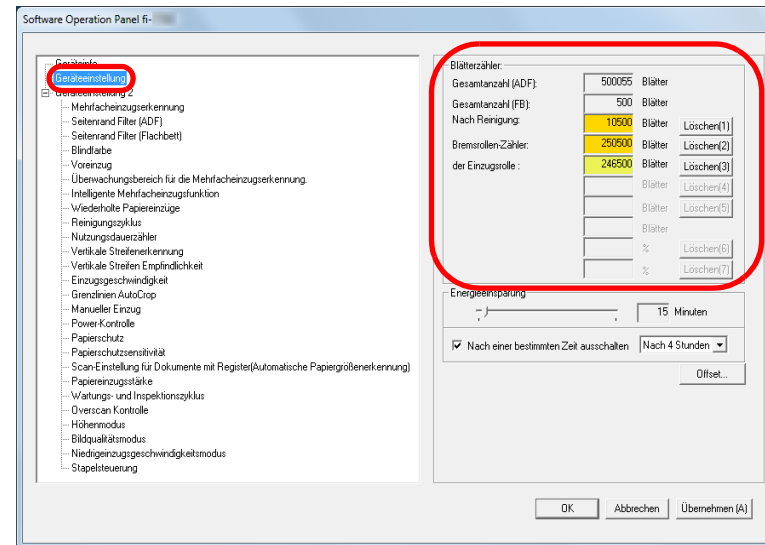 Software Operation Panel fi-
Geräteinfo
Geräteeinstellung
Geräteeinstellung 2
Mehrfacheinzugserkennung
Seitenrand Filter (ADF)
Seitenrand Filter (Flachbett)
Blindfarbe
Voreinzug
Überwachungsbereich für die Mehrfacheinzugserkennung.
Intelligente Mehrfacheinzugsfunktion
Wiederholte Papiereinzüge
Reinigungszyklus
Nutzungsdauerzähler
Vertikale Streifenerkennung
Vertikale Streifen Empfindlichkeit
Einzugsgeschwindigkeit
Grenzlinien AutoCrop
Manueller Einzug
Power-Kontrolle
Papierschutz
Papierschutzsensitivität
Scan-Einstellung für Dokumente mit Register(Automatische Papiergrößenerkennung)
Papiereinzugsstärke
Wartungs- und Inspektionszyklus
Overscan Kontrolle
Höhenmodus
Bildqualitätsmodus
Niedrigeinzugsgeschwindigkeitsmodus
Stapelsteuerung
Blätterzähler:
Gesamtanzahl (ADF): 500055 Blätter
Gesamtanzahl (FB): 500 Blätter
Nach Reinigung: 10500 Blätter Löschen(1)
Bremsrollen-Zähler: 250500 Blätter Löschen(2)
der Einzugsrolle : 246500 Blätter Löschen(3)
Blätter Löschen(4)
Blätter Löschen(5)
Blätter
% Löschen(6)
% Löschen(7)
Energieeinsparung
15 Minuten
Nach einer bestimmten Zeit ausschalten Nach 4 Stunden
Offset...
OK Abbrechen Übernehmen (A)